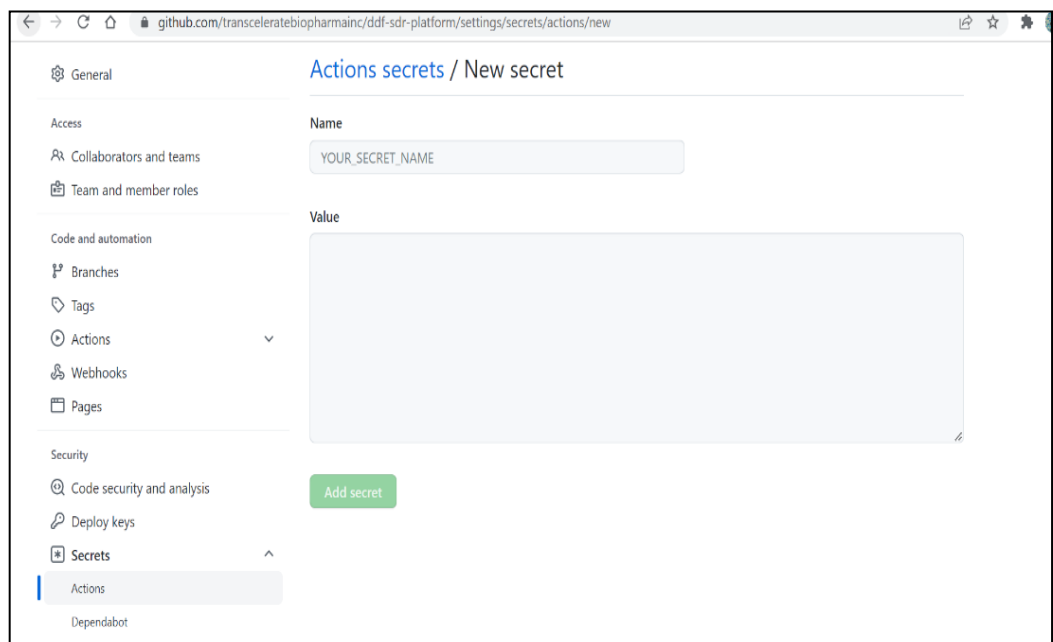 github.com/transceleratebiopharmainc/ddf-sdr-platform/settings/secrets/actions/new
General
Access
Collaborators and teams
Team and member roles
Code and automation
Branches
Tags
Actions
Webhooks
Pages
Security
Code security and analysis
Deploy keys
Secrets
Actions
Dependabot
Actions secrets / New secret
Name
YOUR_SECRET_NAME
Value
Add secret